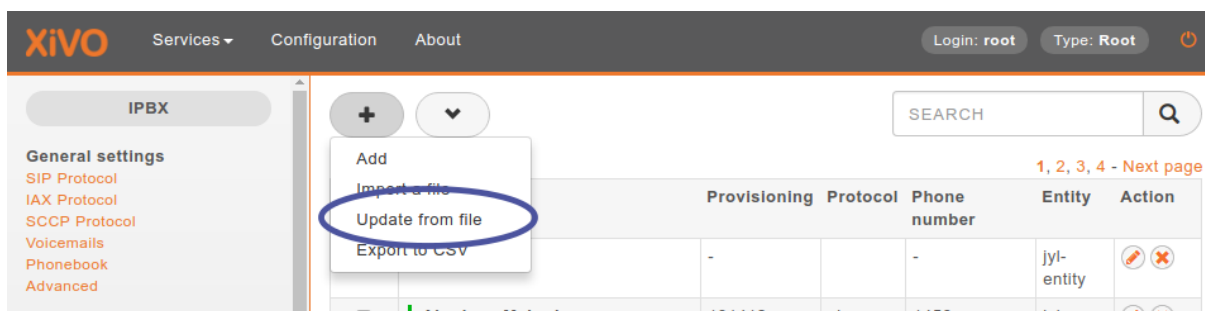 XiVO Services Configuration About Login: root Type: Root
IPBX
General settings
SIP Protocol
IAX Protocol
SCCP Protocol
Voicemails
Phonebook
Advanced
SEARCH
Add
Import a file
Update from file
Export to CSV
1, 2, 3, 4 - Next page
Provisioning Protocol Phone number Entity Action
- - jyl-entity